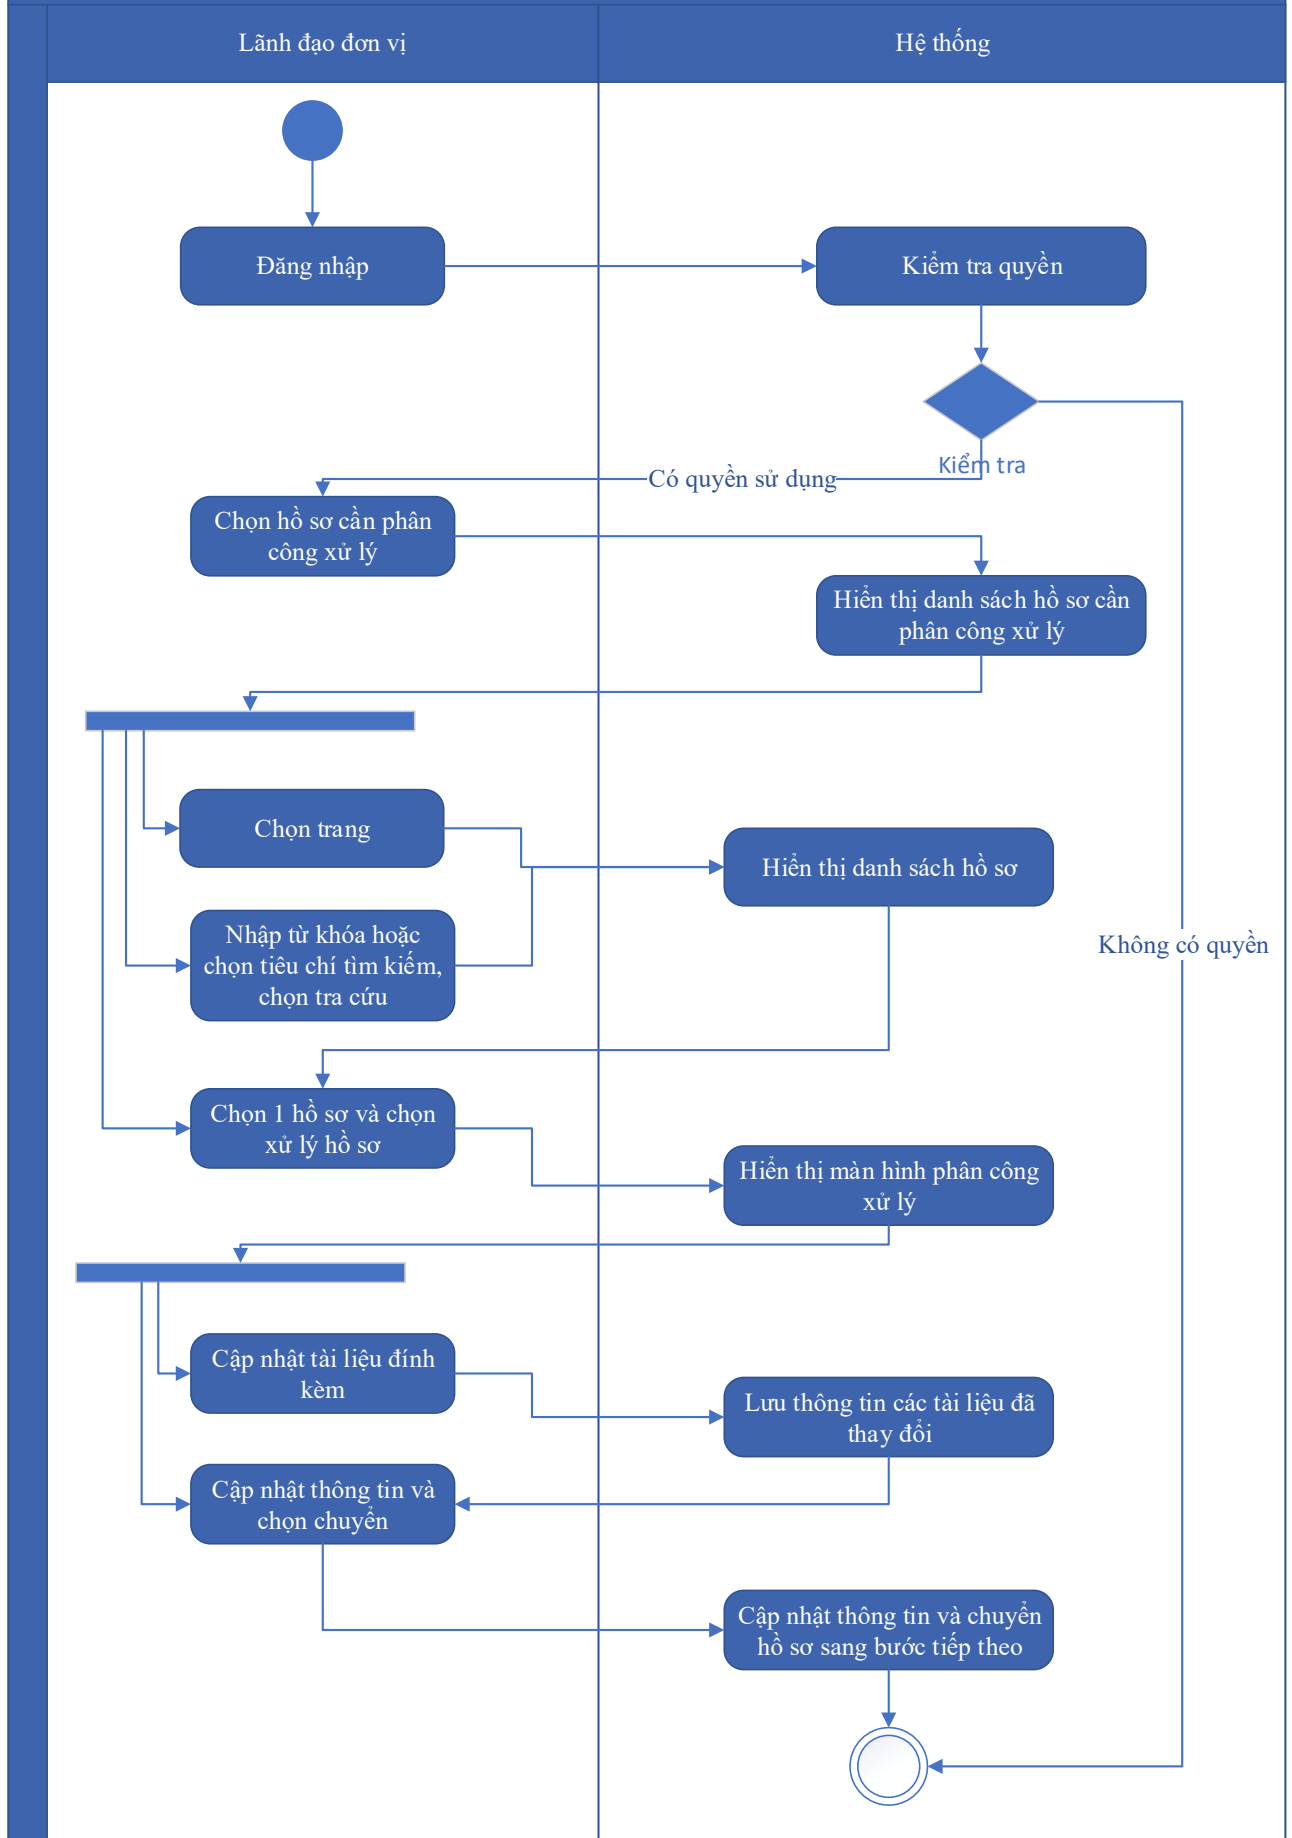 Lãnh đạo đơn vị
Hệ thống
Đăng nhập
Kiểm tra quyền
Kiểm tra
Có quyền sử dụng
Chọn hồ sơ cần phân
công xử lý
Hiển thị danh sách hồ sơ cần
phân công xử lý
Chọn trang
Hiển thị danh sách hồ sơ
Nhập từ khóa hoặc
chọn tiêu chí tìm kiếm,
chọn tra cứu
Không có quyền
Chọn 1 hồ sơ và chọn
xử lý hồ sơ
Hiển thị màn hình phân công
xử lý
Cập nhật tài liệu đính
kèm
Lưu thông tin các tài liệu đã
thay đổi
Cập nhật thông tin và
chọn chuyển
Cập nhật thông tin và chuyển
hồ sơ sang bước tiếp theo